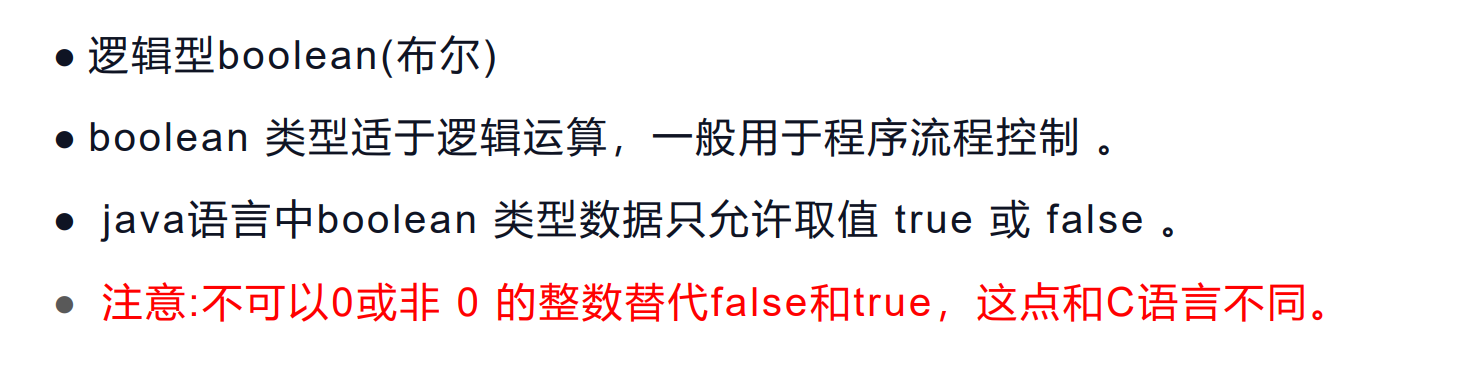 ● 逻辑型boolean(布尔)
● boolean 类型适于逻辑运算，一般用于程序流程控制 。
● java语言中boolean 类型数据只允许取值 true 或 false 。
● 注意:不可以0或非 0 的整数替代false和true，这点和C语言不同。